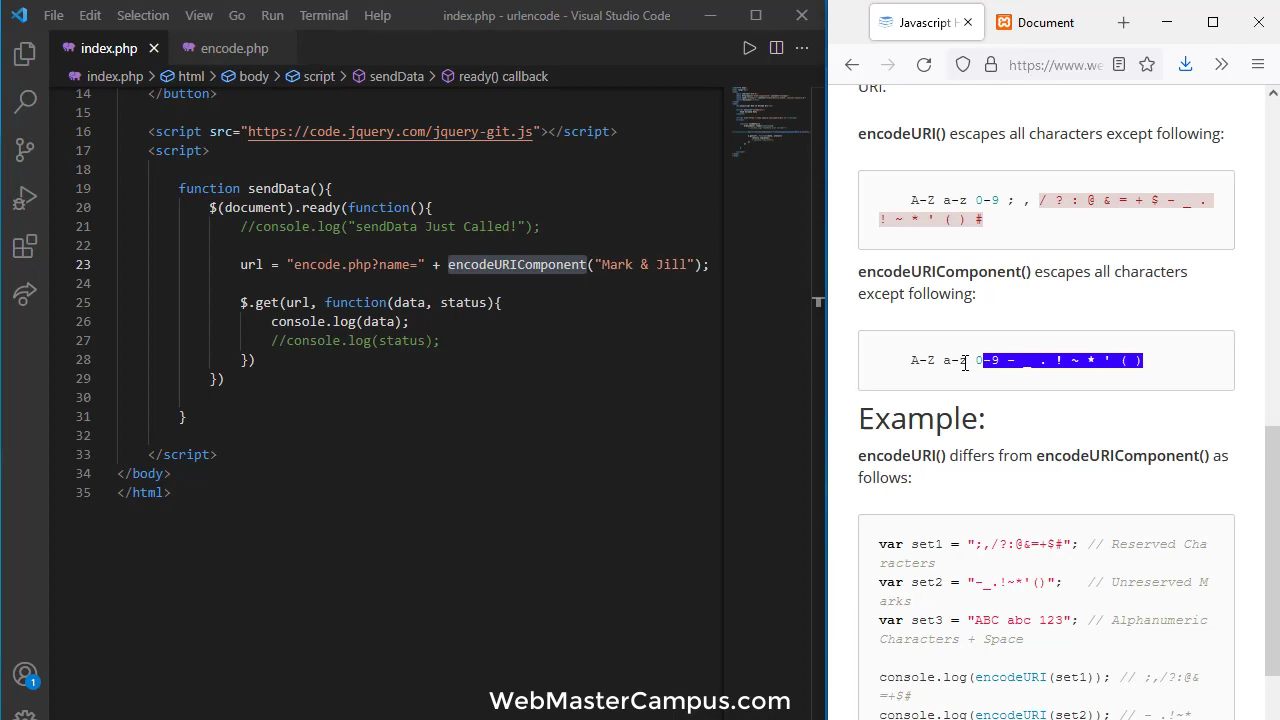 File Edit Selection View Go Run Terminal Help index.php - urlencode - Visual Studio Code
index.php encode.php
index.php > html > body > script > sendData > ready() callback
14 </button>
15
16 <script src="https://code.jquery.com/jquery-git.js"></script>
17 <script>
18
19 function sendData(){
20 $(document).ready(function(){
21 //console.log("sendData Just Called!");
22
23 url = "encode.php?name=" + encodeURIComponent("Mark & Jill");
24
25 $.get(url, function(data, status){
26 console.log(data);
27 //console.log(status);
28 })
29 })
30
31 }
32
33 </script>
34 </body>
35 </html>
1
Javascript H
Document
https://www.we
URI.
encodeURI() escapes all characters except following:
A-Z a-z 0-9 ; , / ? : @ & = + $ - _ .
! ~ * ' ( ) #
encodeURIComponent() escapes all characters
except following:
A-Z a-z 0-9 - _ . ! ~ * ' ( )
Example:
encodeURI() differs from encodeURIComponent() as
follows:
var set1 = ";,/?:@&=+$#"; // Reserved Cha
racters
var set2 = "-_.!~*'()"; // Unreserved M
arks
var set3 = "ABC abc 123"; // Alphanumeric
Characters + Space
console.log(encodeURI(set1)); // ;,/?:@&
=+$#
console.log(encodeURI(set2)); // -_.!~*'
WebMasterCampus.com